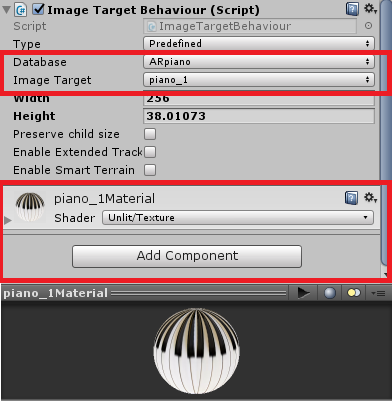 Image Target Behaviour (Script)
Script ImageTargetBehaviour
Type Predefined
Database ARpiano
Image Target piano_1
Width 256
Height 38.01073
Preserve child size
Enable Extended Track
Enable Smart Terrain
piano_1Material
Shader Unlit/Texture
Add Component
piano_1Material